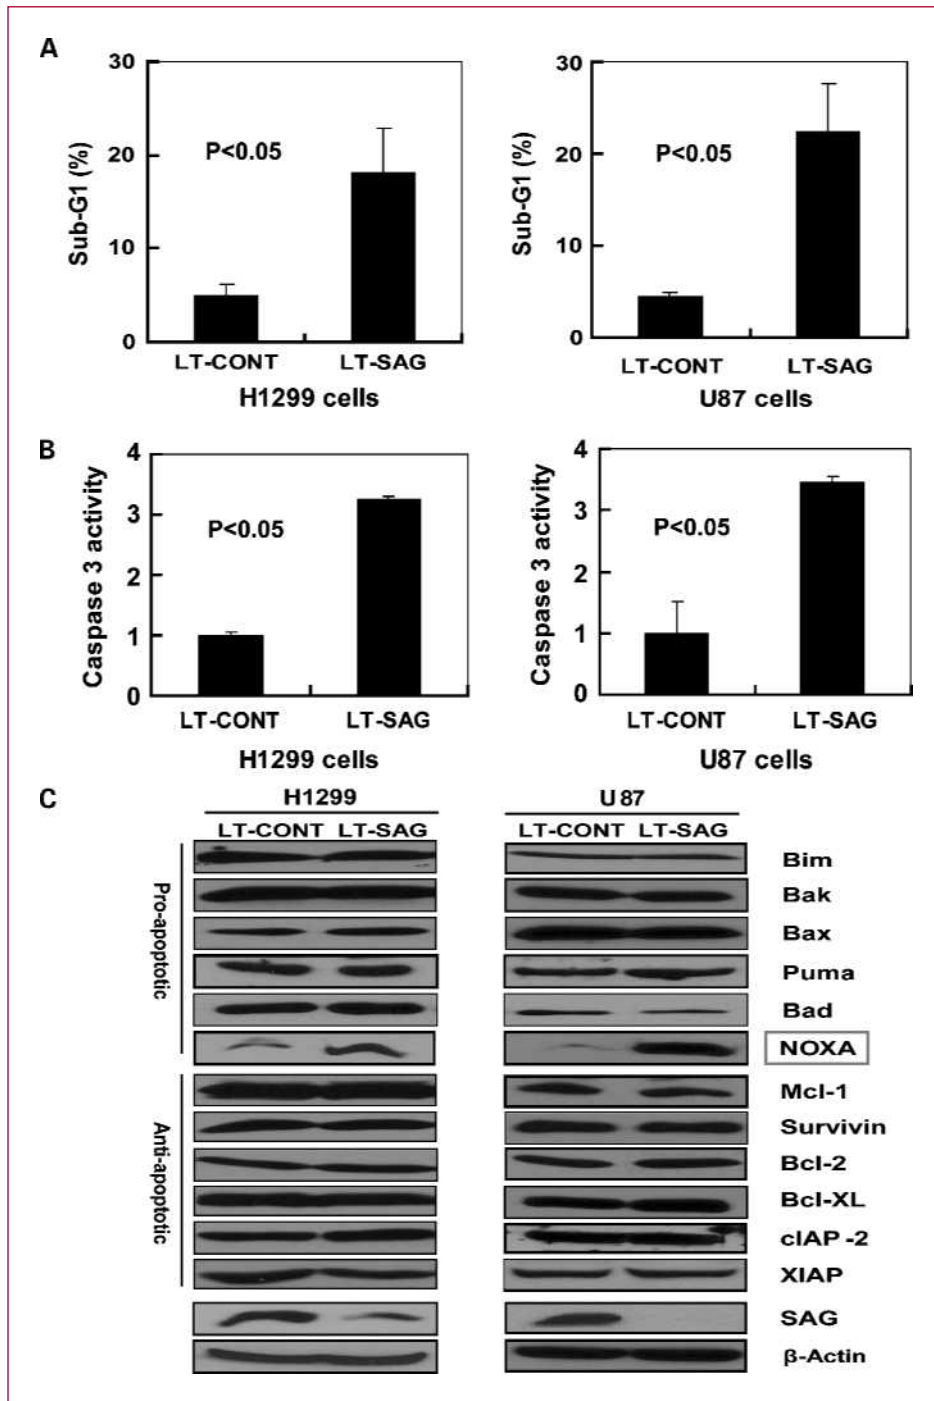 A
30
20
10
0
Sub-G1 (%)
P<0.05
LT-CONT LT-SAG
H1299 cells
30
20
10
0
Sub-G1 (%)
P<0.05
LT-CONT LT-SAG
U87 cells
B
4
3
2
1
0
Caspase 3 activity
P<0.05
LT-CONT LT-SAG
H1299 cells
4
3
2
1
0
Caspase 3 activity
P<0.05
LT-CONT LT-SAG
U87 cells
C
H1299 U87
LT-CONT LT-SAG LT-CONT LT-SAG
Pro-apoptotic
Bim
Bak
Bax
Puma
Bad
NOXA
Anti-apoptotic
Mcl-1
Survivin
Bcl-2
Bcl-XL
cIAP -2
XIAP
SAG
β-Actin